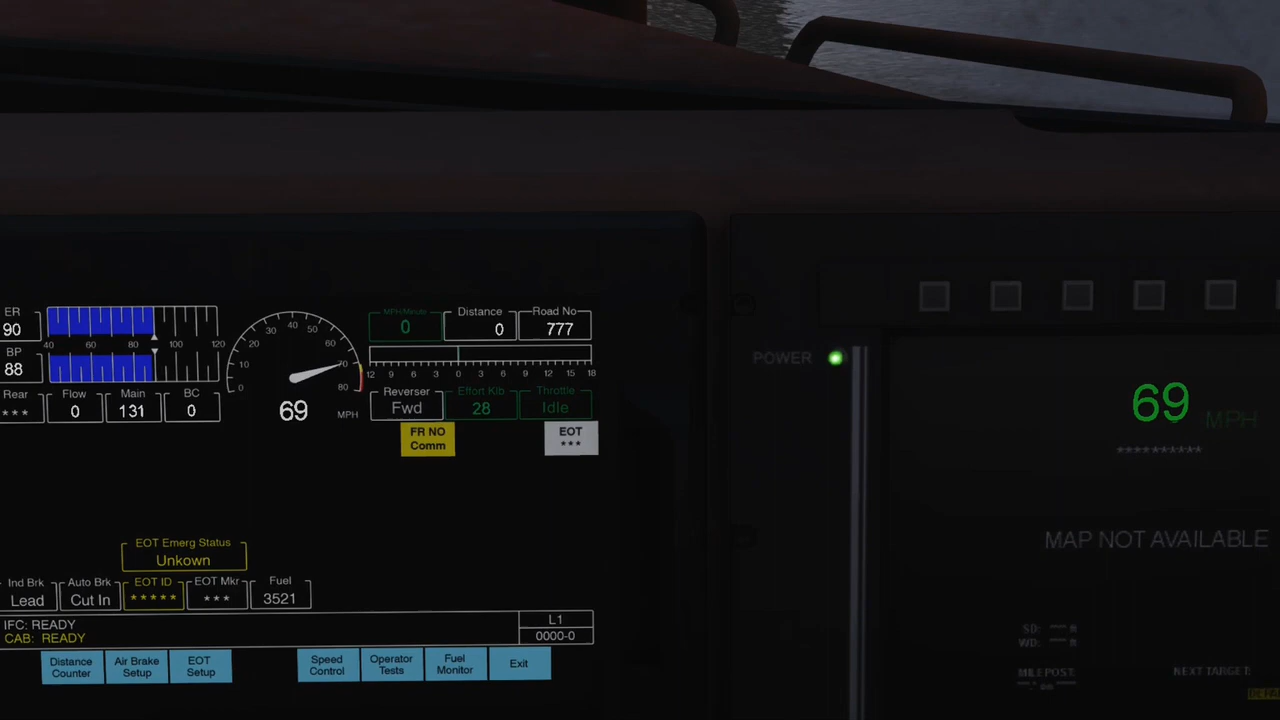 ER
90
BP
88
40 60 80 100 120
Rear
***
Flow
0
Main
131
BC
0
0 10 20 30 40 50 60 70 80
69 MPH
MPH/Minute
0
Distance
0
Road No
777
12 9 6 3 0 3 6 9 12 15 18
Reverser
Fwd
Effort Klb
28
Throttle
Idle
FR NO
Comm
EOT
***
EOT Emerg Status
Unkown
Ind Brk
Lead
Auto Brk
Cut In
EOT ID
*****
EOT Mkr
***
Fuel
3521
IFC: READY
CAB: READY
L1
0000-0
Distance
Counter
Air Brake
Setup
EOT
Setup
Speed
Control
Operator
Tests
Fuel
Monitor
Exit
POWER
69 MPH
**********
MAP NOT AVAILABLE
SD:
WD:
MILEPOST:
NEXT TARGET: